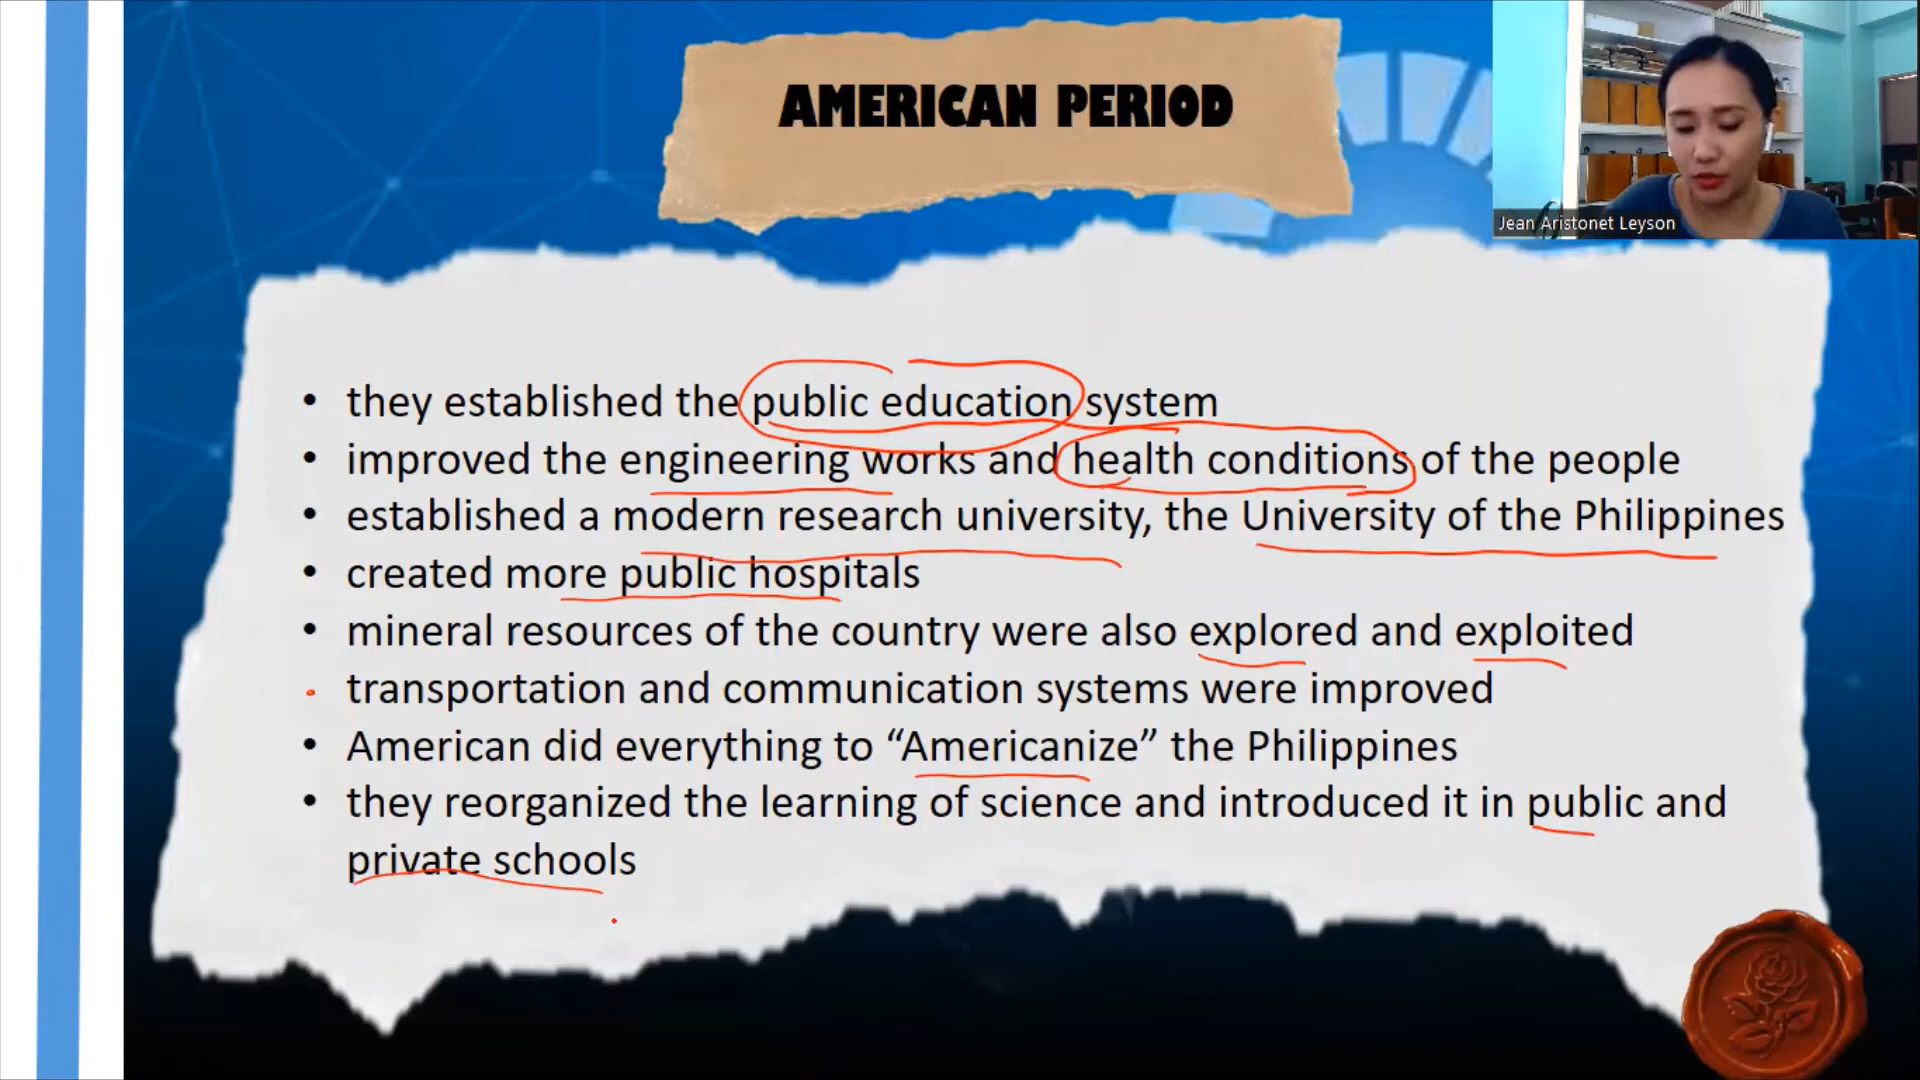 AMERICAN PERIOD
Jean Aristonet Leyson
• they established the public education system
• improved the engineering works and health conditions of the people
• established a modern research university, the University of the Philippines
• created more public hospitals
• mineral resources of the country were also explored and exploited
• transportation and communication systems were improved
• American did everything to “Americanize” the Philippines
• they reorganized the learning of science and introduced it in public and
private schools